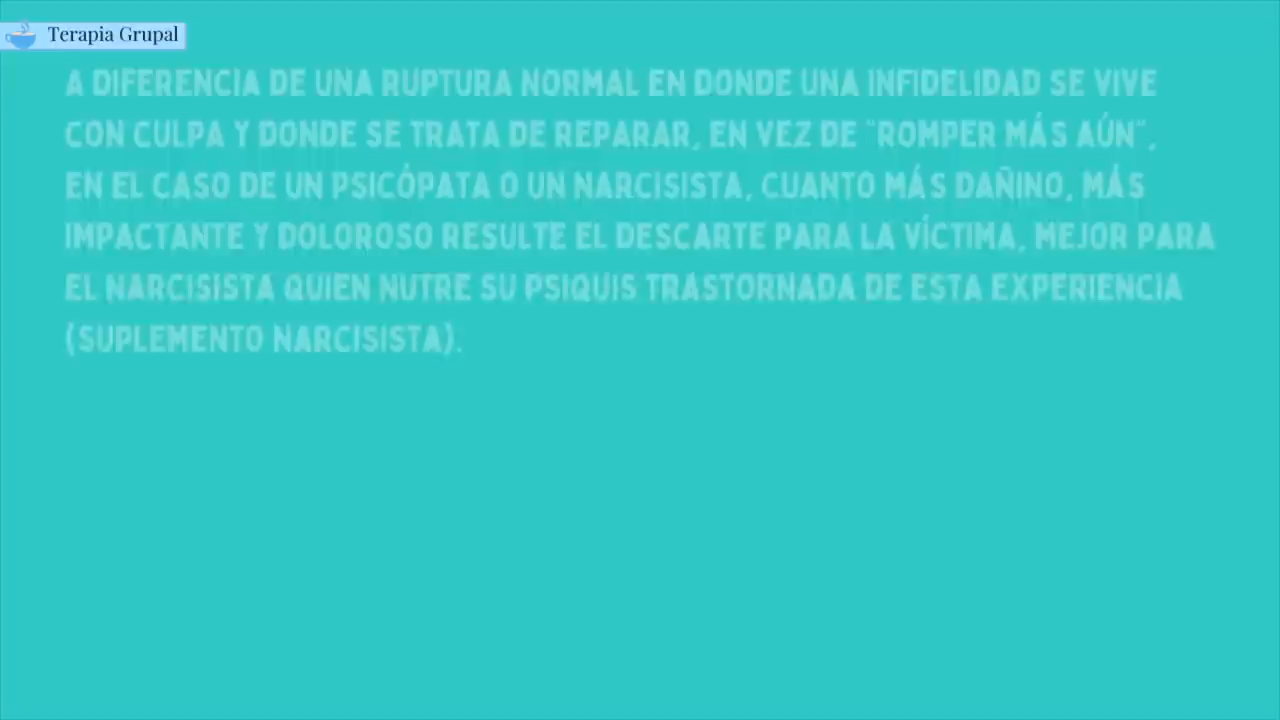 Terapia Grupal
A DIFERENCIA DE UNA RUPTURA NORMAL EN DONDE UNA INFIDELIDAD SE VIVE
CON CULPA Y DONDE SE TRATA DE REPARAR, EN VEZ DE "ROMPER MÁS AÚN",
EN EL CASO DE UN PSICÓPATA O UN NARCISISTA, CUANTO MÁS DAÑINO, MÁS
IMPACTANTE Y DOLOROSO RESULTE EL DESCARTE PARA LA VÍCTIMA, MEJOR PARA
EL NARCISISTA QUIEN NUTRE SU PSIQUIS TRASTORNADA DE ESTA EXPERIENCIA
(SUPLEMENTO NARCISISTA).